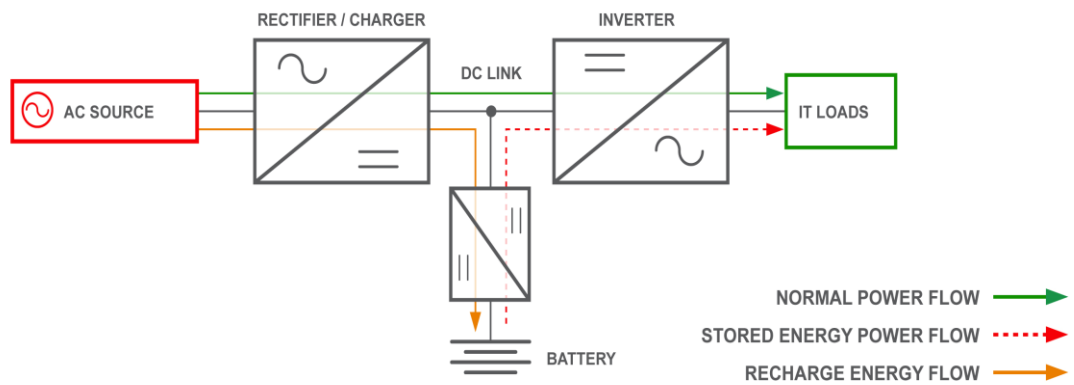 RECTIFIER / CHARGER
INVERTER
DC LINK
AC SOURCE
IT LOADS
BATTERY
NORMAL POWER FLOW
STORED ENERGY POWER FLOW
RECHARGE ENERGY FLOW